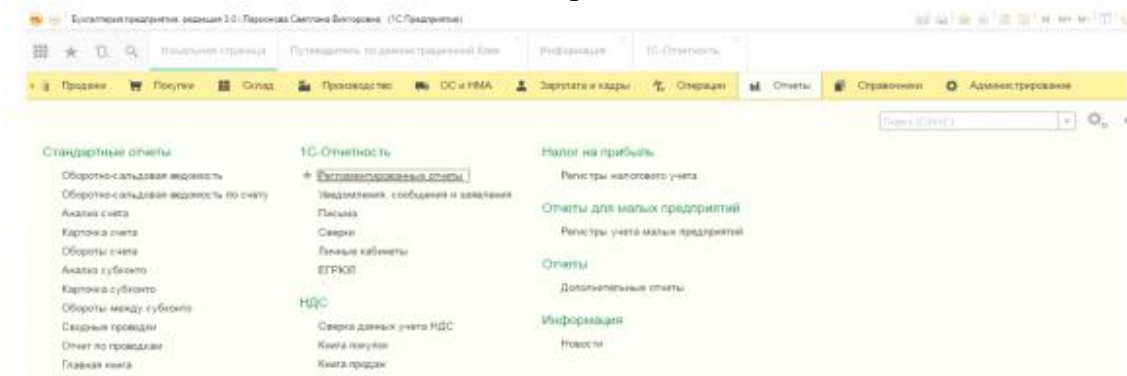 Бухгалтерия предприятия, редакция 3.0 / Светлана Викторовна (1С:Предприятие)
Начальная страница Путеводитель по демонстрационной базе Информация 1С-Отчетность
Продажи Покупки Склад Производство ОС и НМА Зарплата и кадры Операции Отчеты Справочники Администрирование
Поиск (Ctrl+F)
Стандартные отчеты
Оборотно-сальдовая ведомость
Оборотно-сальдовая ведомость по счету
Анализ счета
Карточка счета
Обороты счета
Анализ субконто
Карточка субконто
Обороты между субконто
Сводные проводки
Отчет по проводкам
Главная книга
1С-Отчетность
Регламентированные отчеты
Уведомления, сообщения и заявления
Письма
Сверки
Личные кабинеты
ЕГРЮЛ
НДС
Сверка данных учета НДС
Книга покупок
Книга продаж
Налог на прибыль
Регистры налогового учета
Отчеты для малых предприятий
Регистры учета малых предприятий
Отчеты
Дополнительные отчеты
Информация
Новости